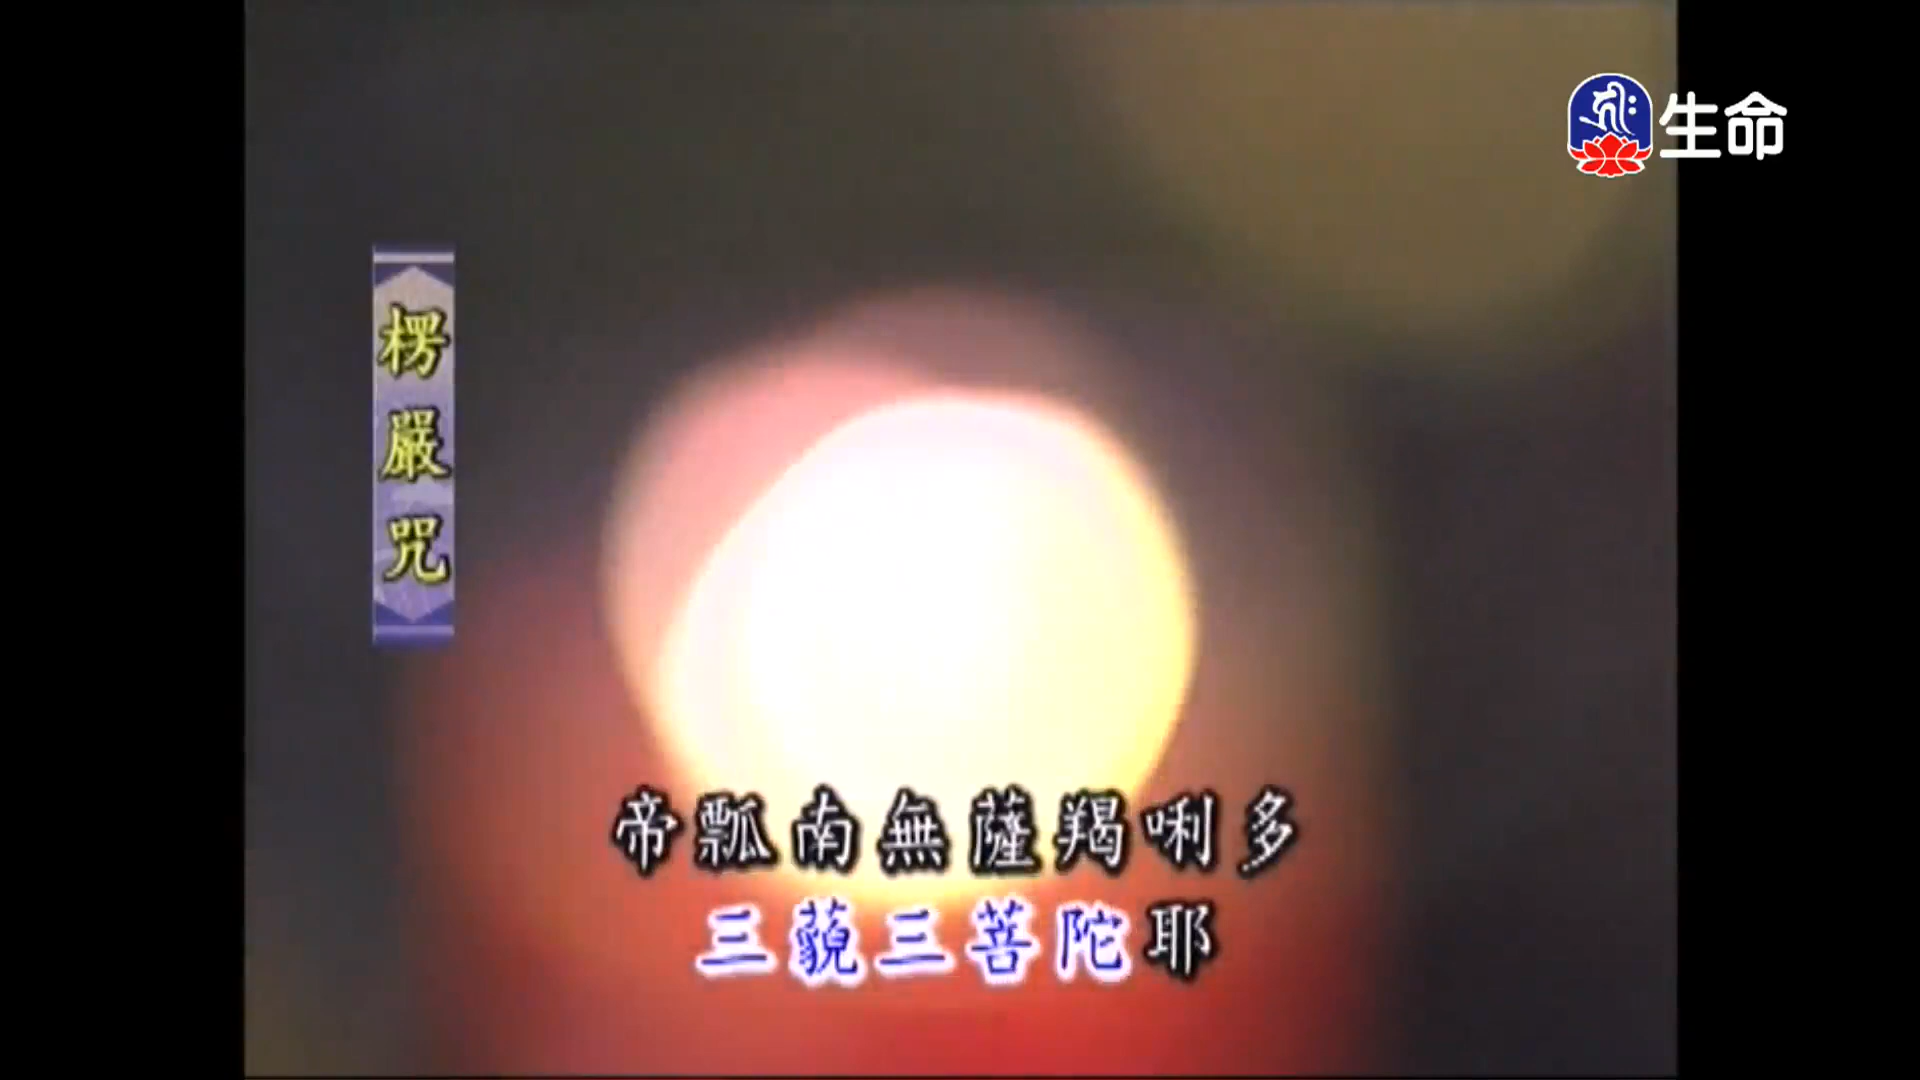 生命
楞嚴咒
帝瓢南無薩羯唎多
三藐三菩陀耶